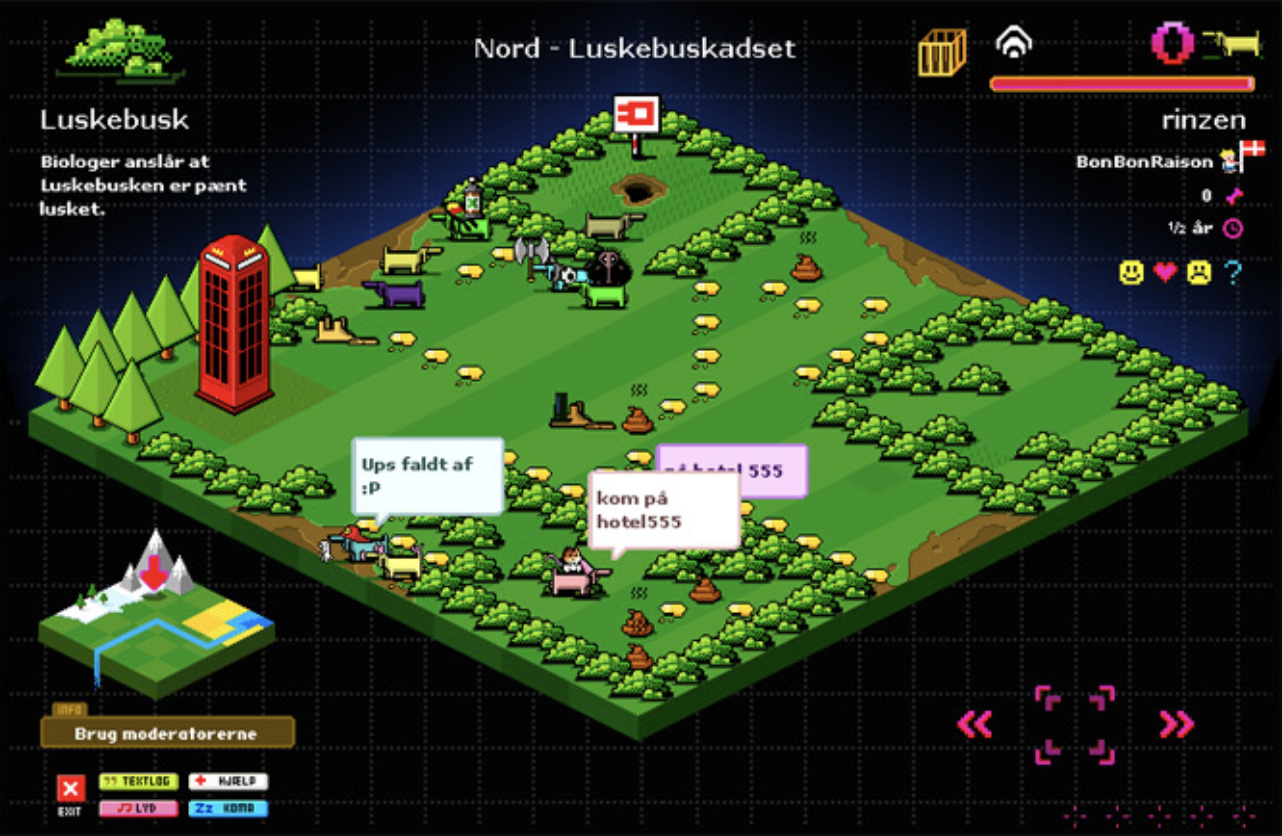 Nord - Luskebuskadset
Luskebusk
Biologer anslår at
Luskebusken er pænt
lusket.
rinzen
BonBonRaison
0
½ år
?
Ups faldt af
:P
på hotel 555
kom på
hotel555
INFO
Brug moderatorerne
EXIT
TEXTLOG
HJÆLP
LYD
Zz KOMA